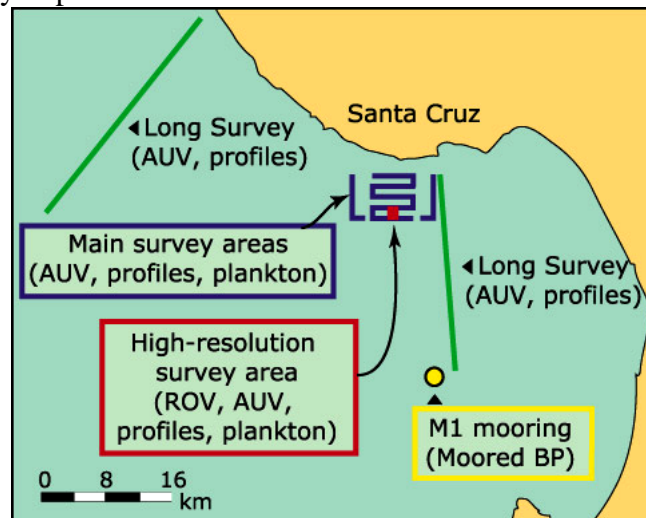 Santa Cruz
Long Survey
(AUV, profiles)
Main survey areas
(AUV, profiles, plankton)
Long Survey
(AUV, profiles)
High-resolution
survey area
(ROV, AUV,
profiles, plankton)
M1 mooring
(Moored BP)
0 8 16
km